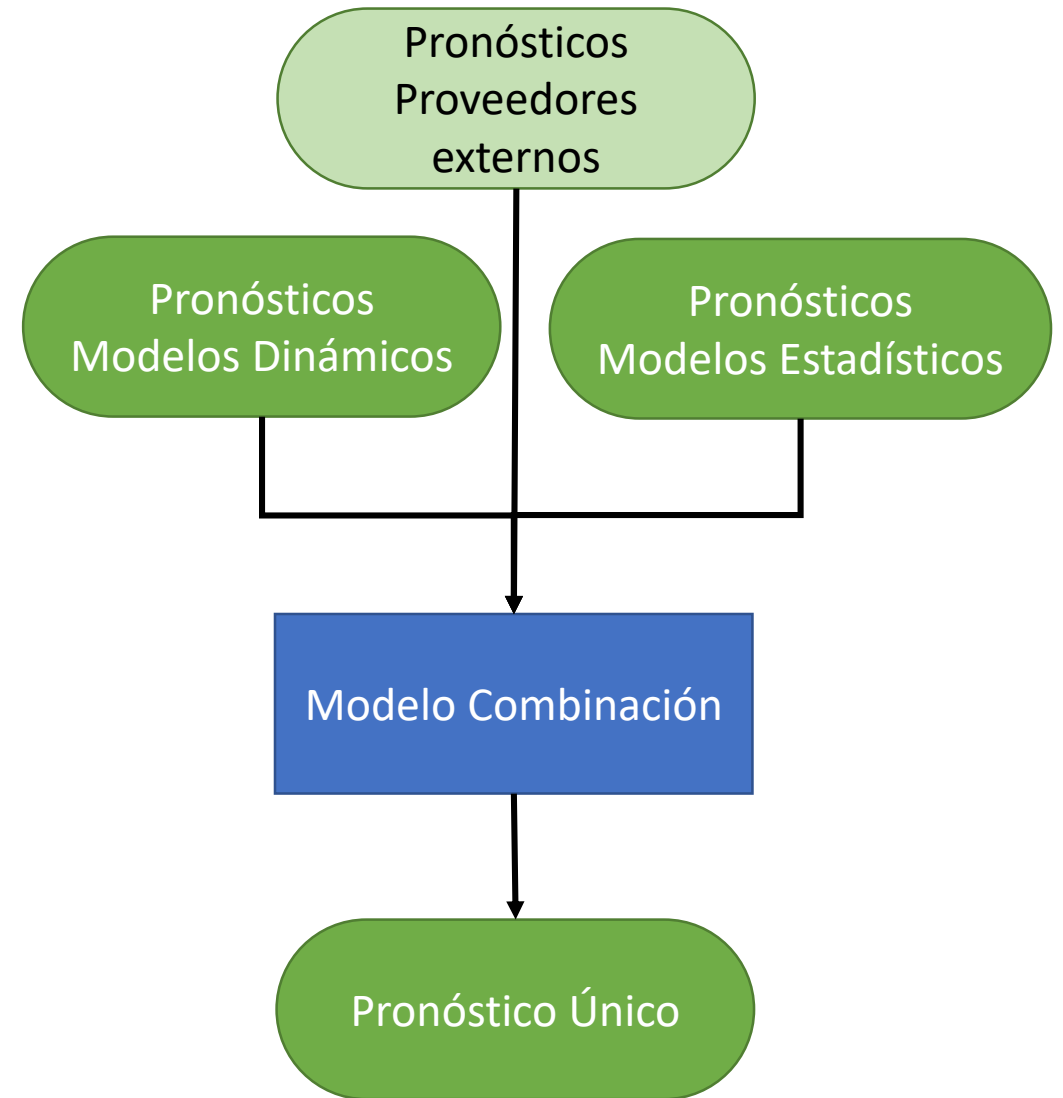 Pronósticos
Proveedores
externos
Pronósticos
Modelos Dinámicos
Pronósticos
Modelos Estadísticos
Modelo Combinación
Pronóstico Único